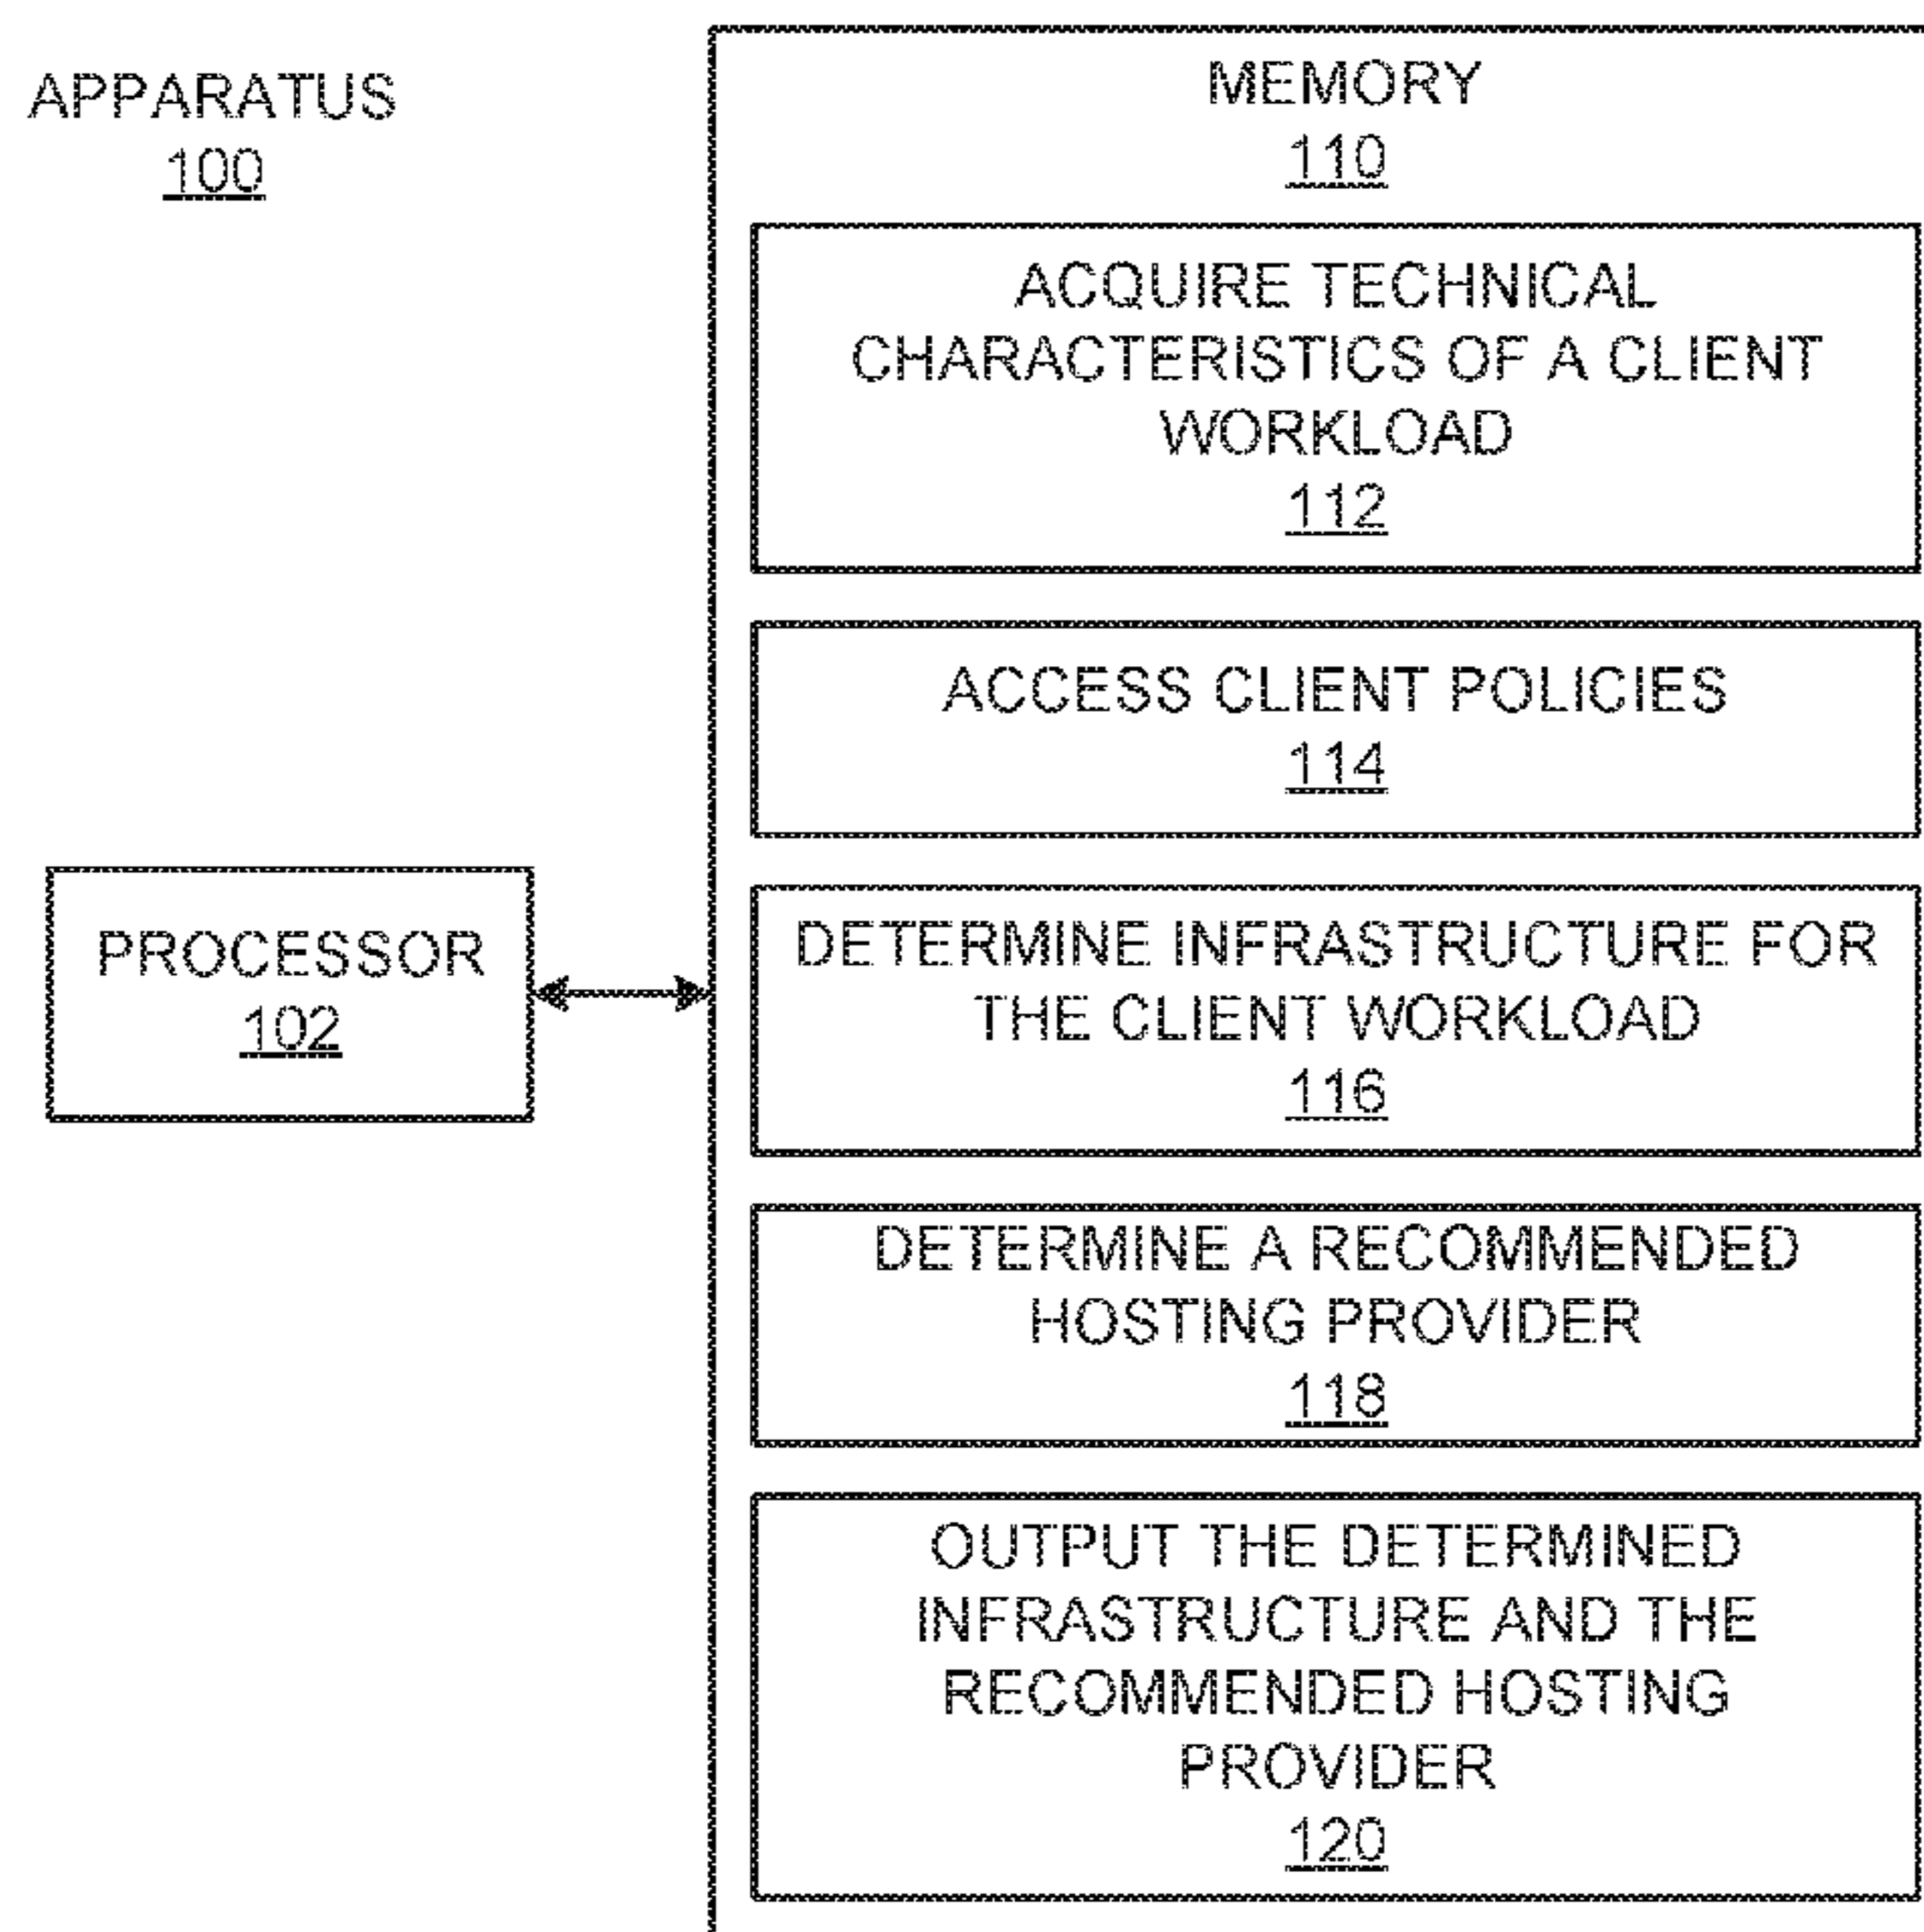 APPARATUS
100
MEMORY
110
ACQUIRE TECHNICAL
CHARACTERISTICS OF A CLIENT
WORKLOAD
112
ACCESS CLIENT POLICIES
114
PROCESSOR
102
DETERMINE INFRASTRUCTURE FOR
THE CLIENT WORKLOAD
116
DETERMINE A RECOMMENDED
HOSTING PROVIDER
118
OUTPUT THE DETERMINED
INFRASTRUCTURE AND THE
RECOMMENDED HOSTING
PROVIDER
120